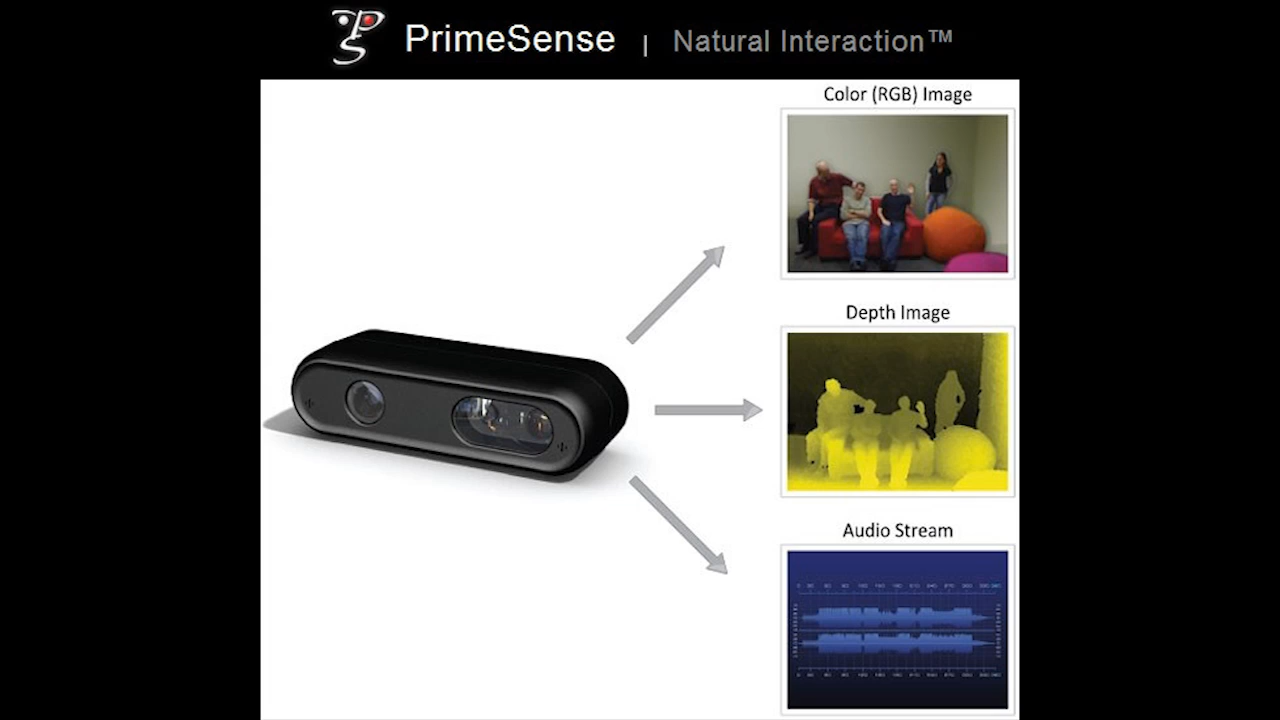 PrimeSense | Natural Interaction™
Color (RGB) Image
Depth Image
Audio Stream